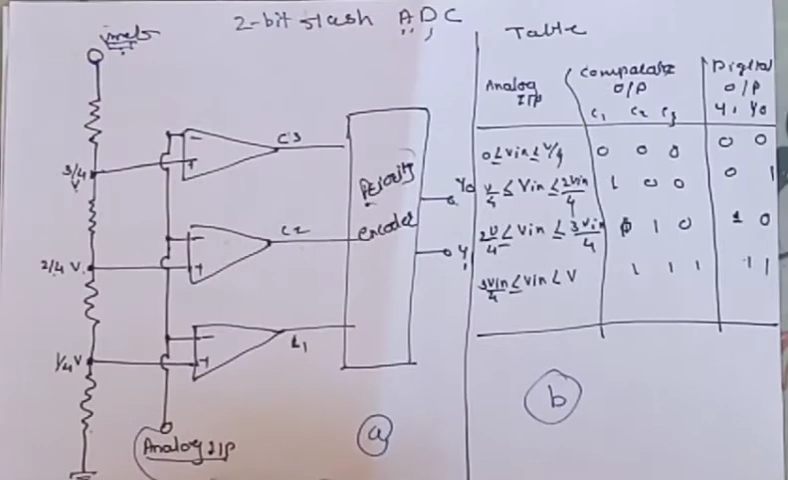 2-bit flash ADC
3/4 V
2/4 V
1/4 V
Analog I/P
-
+
C3
-
+
C2
-
+
C1
Priority
encoder
Y0
Y1
a
Table
Analog I/P
Comparator O/P
C1 C2 C3
Digital O/P
Y1 Y0
0 ≤ Vin ≤ V/4 0 0 0 0 0
V/4 ≤ Vin ≤ 2Vin/4 1 0 0 0 1
2V/4 ≤ Vin ≤ 3Vin/4 1 0 1 0
3Vin/4 ≤ Vin < V 1 1 1 1 1
b